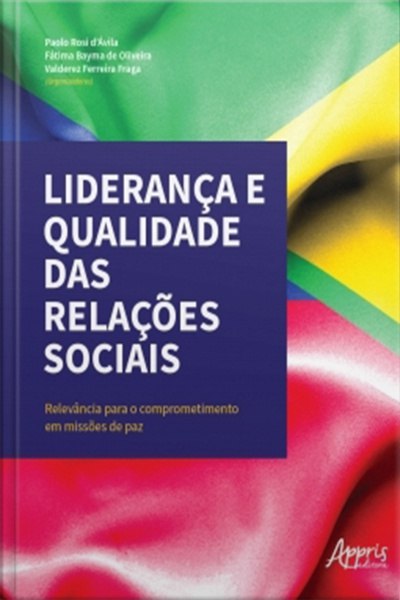 Paolo Rosi d'Ávila
Fátima Bayma de Oliveira
Valderez Ferreira Fraga
(Organizadores)
LIDERANÇA E
QUALIDADE
DAS
RELAÇÕES
SOCIAIS
Relevância para o comprometimento
em missões de paz
Appris
editora